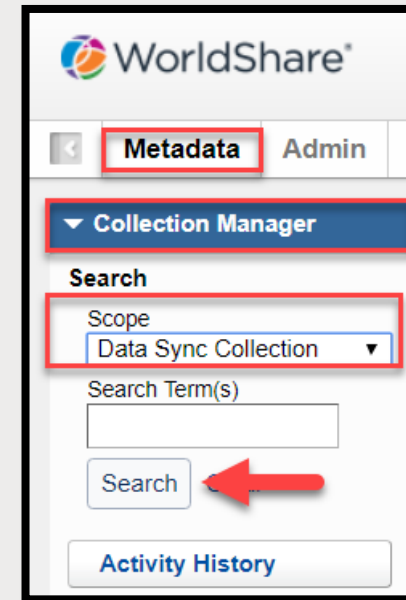 WorldShare®
Metadata Admin
Collection Manager
Search
Scope
Data Sync Collection
Search Term(s)
Search
Activity History